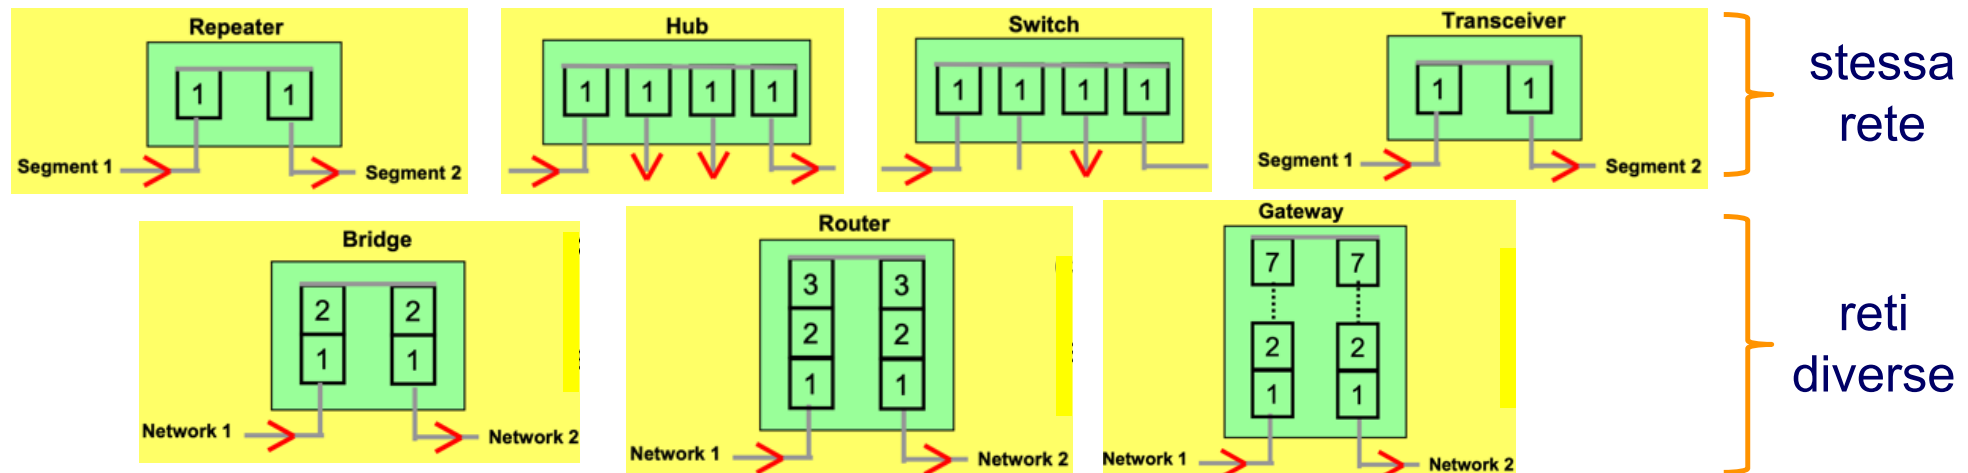 Repeater
1 1
Segment 1
Segment 2
Hub
1 1 1 1
Switch
1 1 1 1
Transceiver
1 1
Segment 1
Segment 2
stessa
rete
Bridge
2 2
1 1
Network 1
Network 2
Router
3 3
2 2
1 1
Network 1
Network 2
Gateway
7 7
2 2
1 1
Network 1
Network 2
reti
diverse